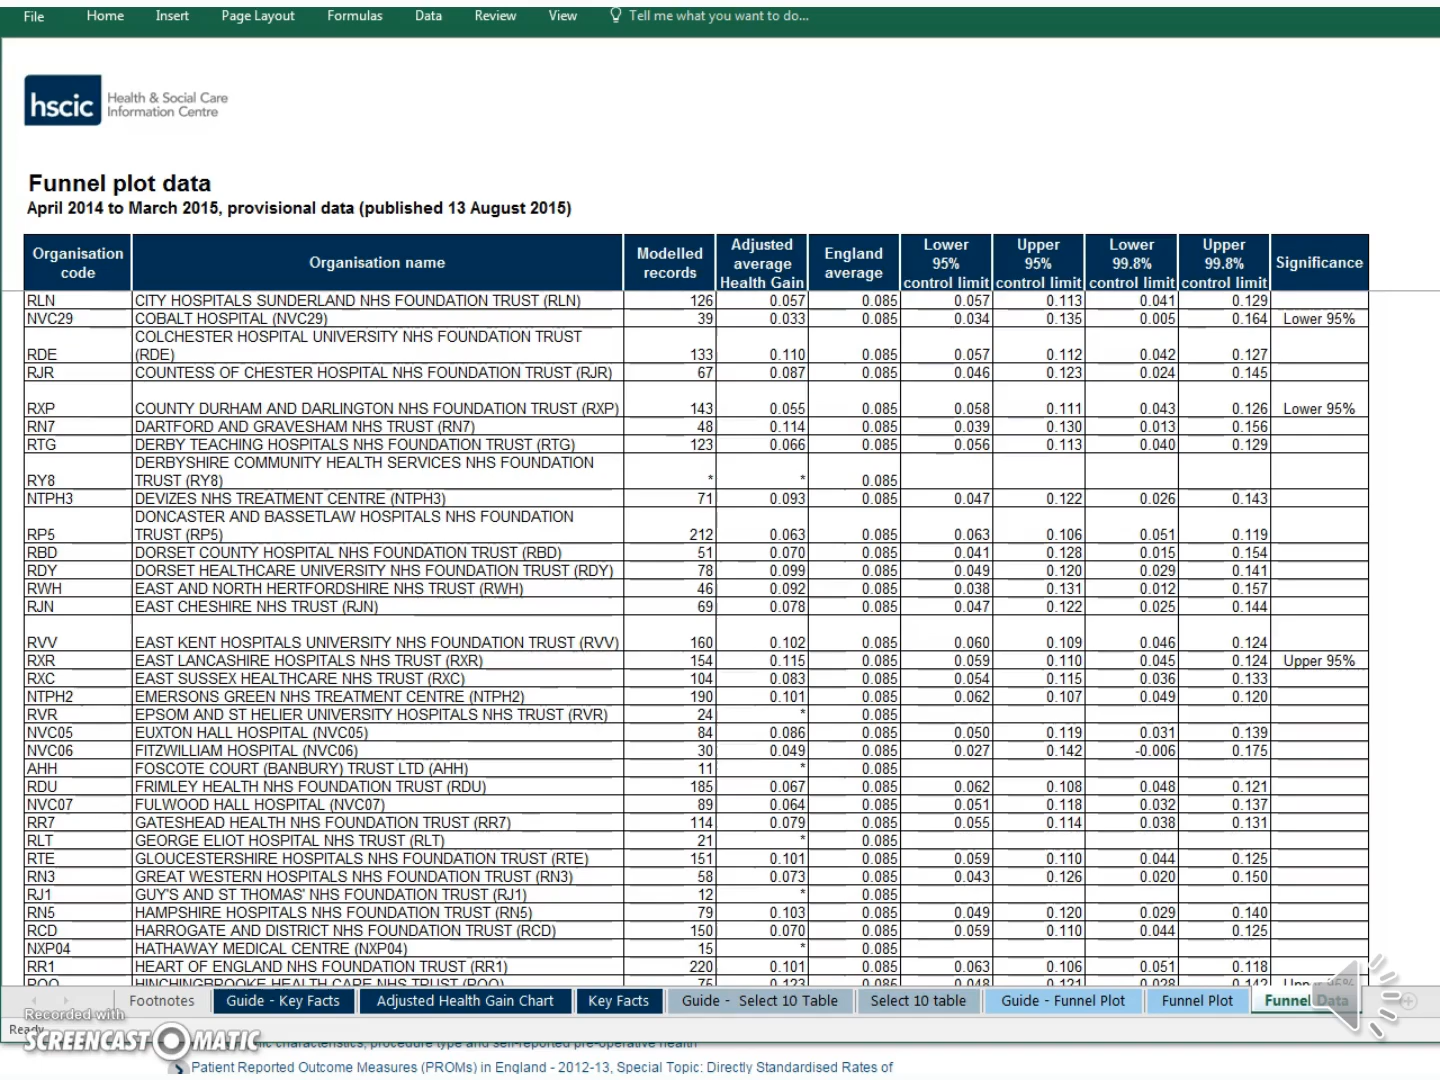 File Home Insert Page Layout Formulas Data Review View Tell me what you want to do...
hscic Health & Social Care
Information Centre
Funnel plot data
April 2014 to March 2015, provisional data (published 13 August 2015)
Organisation code Organisation name Modelled records Adjusted average Health Gain England average Lower 95% control limit Upper 95% control limit Lower 99.8% control limit Upper 99.8% control limit Significance
RLN CITY HOSPITALS SUNDERLAND NHS FOUNDATION TRUST (RLN) 126 0.057 0.085 0.057 0.113 0.041 0.129
NVC29 COBALT HOSPITAL (NVC29) 39 0.033 0.085 0.034 0.135 0.005 0.164 Lower 95%
COLCHESTER HOSPITAL UNIVERSITY NHS FOUNDATION TRUST
RDE (RDE) 133 0.110 0.085 0.057 0.112 0.042 0.127
RJR COUNTESS OF CHESTER HOSPITAL NHS FOUNDATION TRUST (RJR) 67 0.087 0.085 0.046 0.123 0.024 0.145
RXP COUNTY DURHAM AND DARLINGTON NHS FOUNDATION TRUST (RXP) 143 0.055 0.085 0.058 0.111 0.043 0.126 Lower 95%
RN7 DARTFORD AND GRAVESHAM NHS TRUST (RN7) 48 0.114 0.085 0.039 0.130 0.013 0.156
RTG DERBY TEACHING HOSPITALS NHS FOUNDATION TRUST (RTG) 123 0.066 0.085 0.056 0.113 0.040 0.129
DERBYSHIRE COMMUNITY HEALTH SERVICES NHS FOUNDATION
RY8 TRUST (RY8) * * 0.085
NTPH3 DEVIZES NHS TREATMENT CENTRE (NTPH3) 71 0.093 0.085 0.047 0.122 0.026 0.143
DONCASTER AND BASSETLAW HOSPITALS NHS FOUNDATION
RP5 TRUST (RP5) 212 0.063 0.085 0.063 0.106 0.051 0.119
RBD DORSET COUNTY HOSPITAL NHS FOUNDATION TRUST (RBD) 51 0.070 0.085 0.041 0.128 0.015 0.154
RDY DORSET HEALTHCARE UNIVERSITY NHS FOUNDATION TRUST (RDY) 78 0.099 0.085 0.049 0.120 0.029 0.141
RWH EAST AND NORTH HERTFORDSHIRE NHS TRUST (RWH) 46 0.092 0.085 0.038 0.131 0.012 0.157
RJN EAST CHESHIRE NHS TRUST (RJN) 69 0.078 0.085 0.047 0.122 0.025 0.144
RVV EAST KENT HOSPITALS UNIVERSITY NHS FOUNDATION TRUST (RVV) 160 0.102 0.085 0.060 0.109 0.046 0.124
RXR EAST LANCASHIRE HOSPITALS NHS TRUST (RXR) 154 0.115 0.085 0.059 0.110 0.045 0.124 Upper 95%
RXC EAST SUSSEX HEALTHCARE NHS TRUST (RXC) 104 0.083 0.085 0.054 0.115 0.036 0.133
NTPH2 EMERSONS GREEN NHS TREATMENT CENTRE (NTPH2) 190 0.101 0.085 0.062 0.107 0.049 0.120
RVR EPSOM AND ST HELIER UNIVERSITY HOSPITALS NHS TRUST (RVR) 24 * 0.085
NVC05 EUXTON HALL HOSPITAL (NVC05) 84 0.086 0.085 0.050 0.119 0.031 0.139
NVC06 FITZWILLIAM HOSPITAL (NVC06) 30 0.049 0.085 0.027 0.142 -0.006 0.175
AHH FOSCOTE COURT (BANBURY) TRUST LTD (AHH) 11 * 0.085
RDU FRIMLEY HEALTH NHS FOUNDATION TRUST (RDU) 185 0.067 0.085 0.062 0.108 0.048 0.121
NVC07 FULWOOD HALL HOSPITAL (NVC07) 89 0.064 0.085 0.051 0.118 0.032 0.137
RR7 GATESHEAD HEALTH NHS FOUNDATION TRUST (RR7) 114 0.079 0.085 0.055 0.114 0.038 0.131
RLT GEORGE ELIOT HOSPITAL NHS TRUST (RLT) 21 * 0.085
RTE GLOUCESTERSHIRE HOSPITALS NHS FOUNDATION TRUST (RTE) 151 0.101 0.085 0.059 0.110 0.044 0.125
RN3 GREAT WESTERN HOSPITALS NHS FOUNDATION TRUST (RN3) 58 0.073 0.085 0.043 0.126 0.020 0.150
RJ1 GUY'S AND ST THOMAS' NHS FOUNDATION TRUST (RJ1) 12 * 0.085
RN5 HAMPSHIRE HOSPITALS NHS FOUNDATION TRUST (RN5) 79 0.103 0.085 0.049 0.120 0.029 0.140
RCD HARROGATE AND DISTRICT NHS FOUNDATION TRUST (RCD) 150 0.070 0.085 0.059 0.110 0.044 0.125
NXP04 HATHAWAY MEDICAL CENTRE (NXP04) 15 * 0.085
RR1 HEART OF ENGLAND NHS FOUNDATION TRUST (RR1) 220 0.101 0.085 0.063 0.106 0.051 0.118
HINCHINGBROOKE HEALTH CARE NHS TRUST 75 0.123 0.085 0.048 0.121 0.028 0.142
Footnotes Guide - Key Facts Adjusted Health Gain Chart Key Facts Guide - Select 10 Table Select 10 table Guide - Funnel Plot Funnel Plot Funnel Data
Recorded with
Ready
SCREENCAST MATIC
characteristics, procedure type and self-reported pre-operative health
Patient Reported Outcome Measures (PROMs) in England - 2012-13, Special Topic: Directly Standardised Rates of